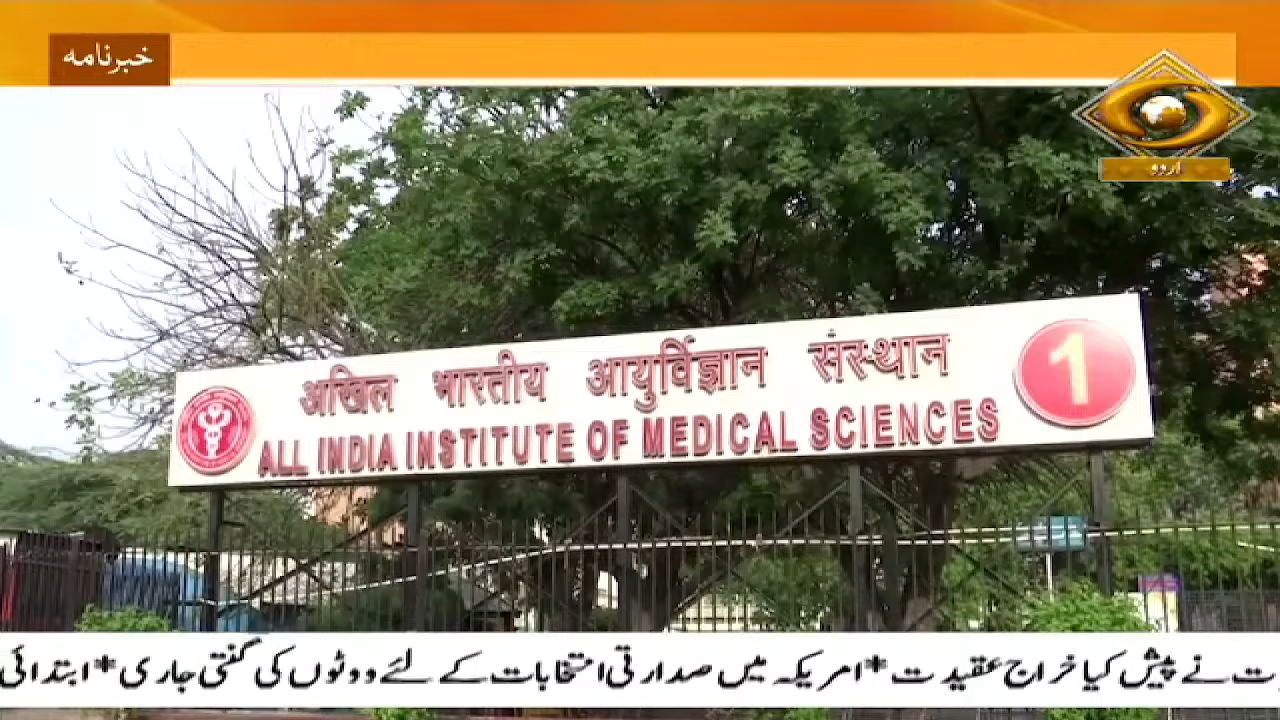 خبرنامہ
اردو
अखिल भारतीय आयुर्विज्ञान संस्थान
ALL INDIA INSTITUTE OF MEDICAL SCIENCES
1
نے پیش کیا خراج عقیدت *امریکہ میں صدارتی انتخابات کے لئے ووٹوں کی گنتی جاری *ابتدائی